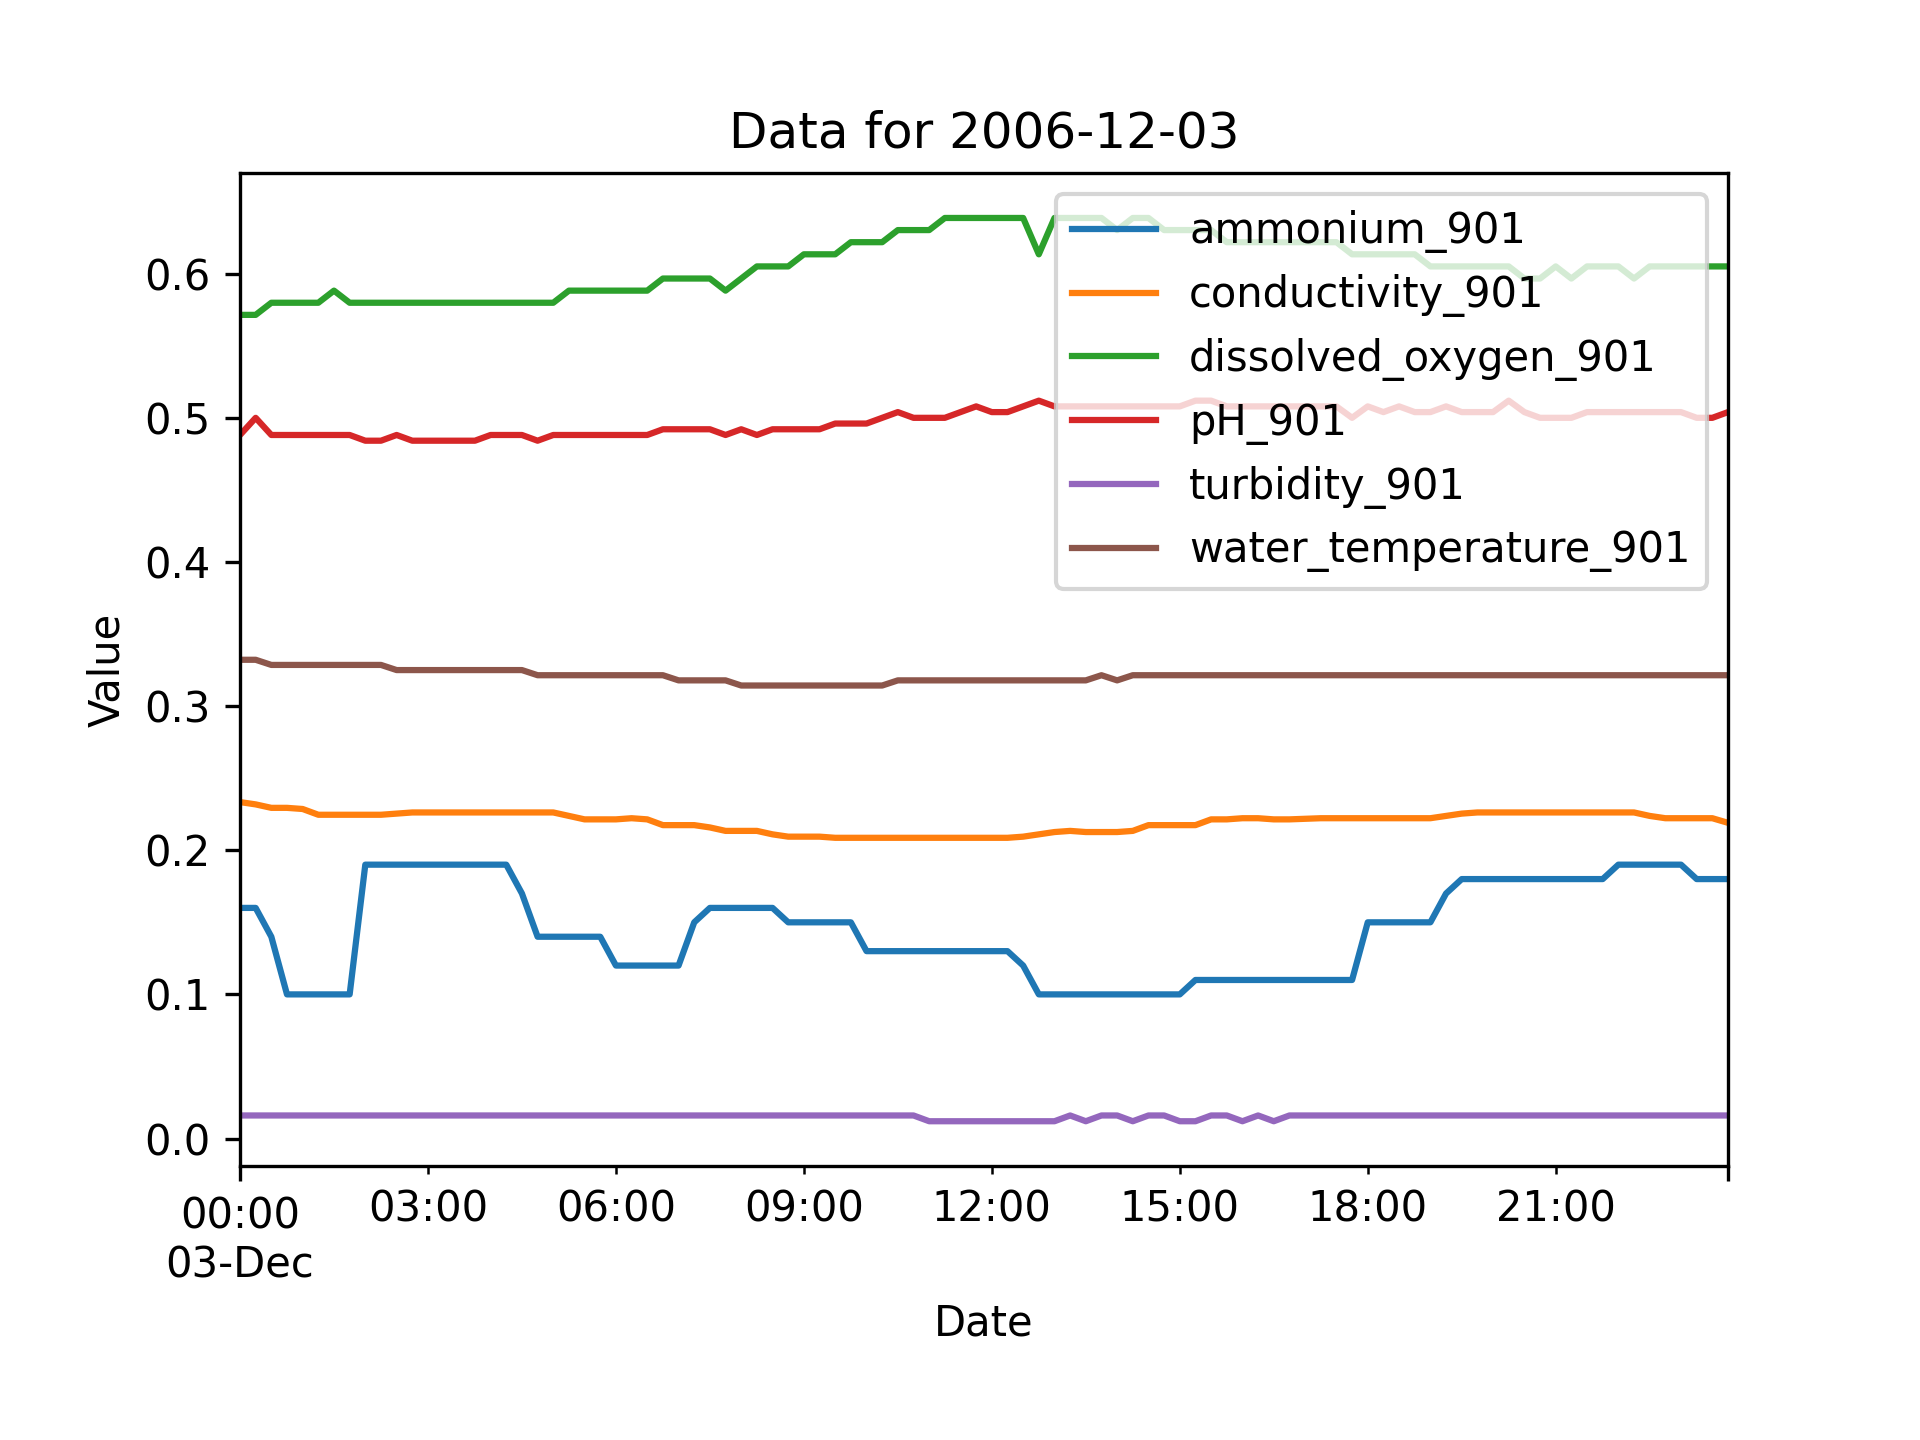 Data for 2006-12-03
ammonium_901
conductivity_901
dissolved_oxygen_901
pH_901
turbidity_901
water_temperature_901
Value
0.6
0.5
0.4
0.3
0.2
0.1
0.0
00:00 03:00 06:00 09:00 12:00 15:00 18:00 21:00
03-Dec
Date